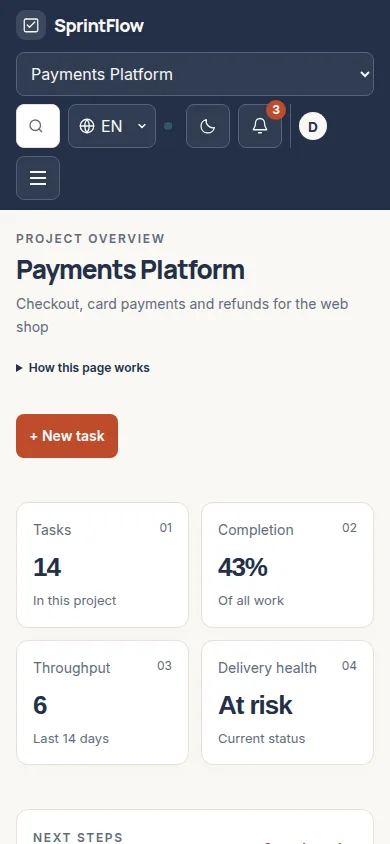 SprintFlow
Payments Platform
EN
3
D
PROJECT OVERVIEW
Payments Platform
Checkout, card payments and refunds for the web
shop
How this page works
+ New task
Tasks 01
14
In this project
Completion 02
43%
Of all work
Throughput 03
6
Last 14 days
Delivery health 04
At risk
Current status
NEXT STEPS